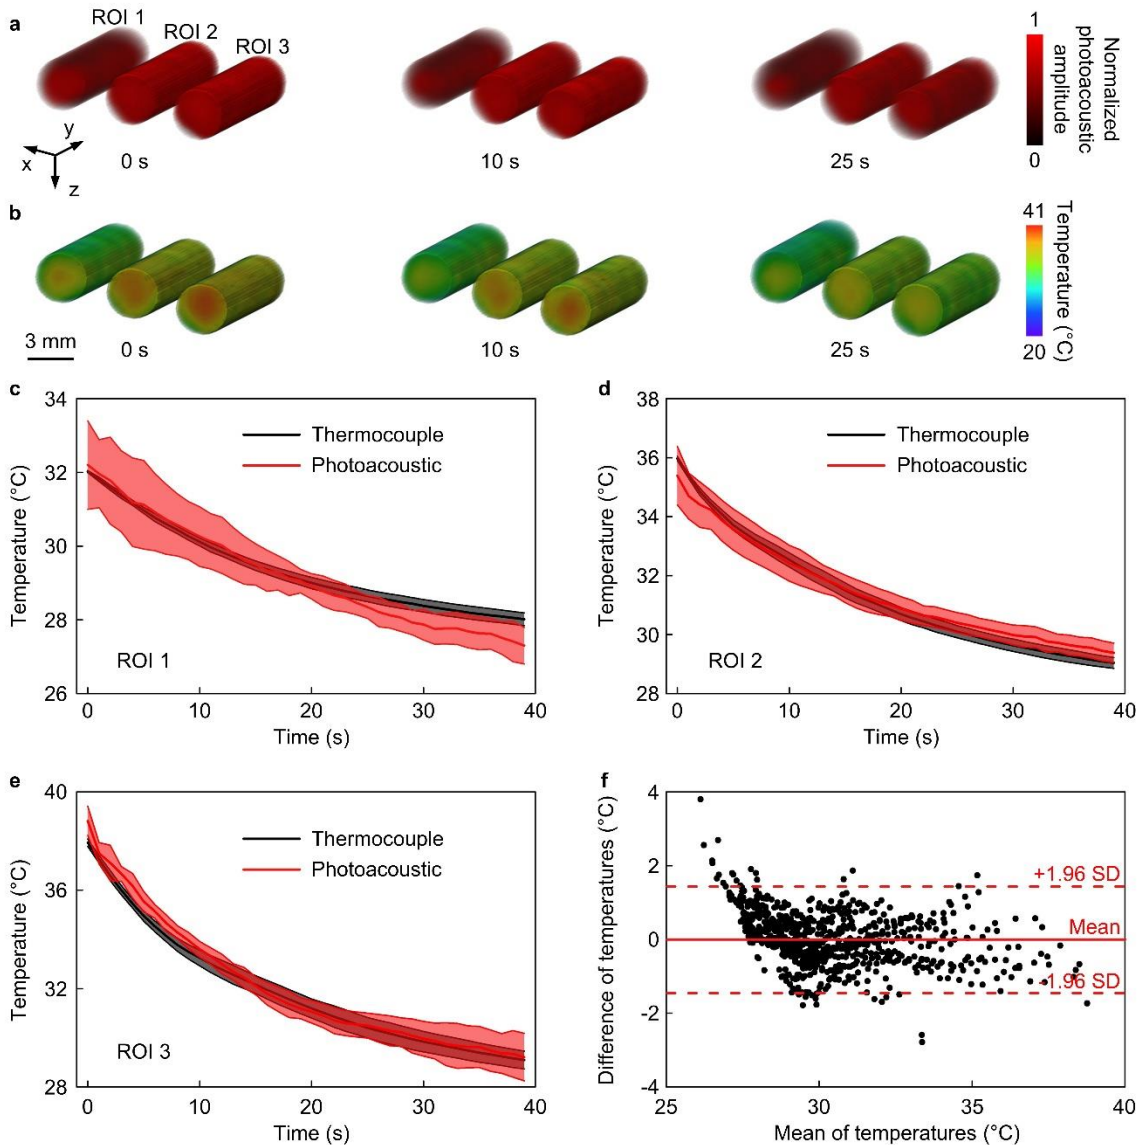 a
ROI 1
ROI 2
ROI 3
x
y
z
0 s
10 s
25 s
1
0
Normalized
photoacoustic
amplitude
b
3 mm
0 s
10 s
25 s
41
20
Temperature (°C)
c
34
32
30
28
26
Temperature (°C)
Thermocouple
Photoacoustic
ROI 1
0
10
20
30
40
Time (s)
d
38
36
34
32
30
28
Temperature (°C)
Thermocouple
Photoacoustic
ROI 2
0
10
20
30
40
Time (s)
e
40
36
32
28
Temperature (°C)
Thermocouple
Photoacoustic
ROI 3
0
10
20
30
40
Time (s)
f
4
2
0
-2
-4
Difference of temperatures (°C)
+1.96 SD
Mean
-1.96 SD
25
30
35
40
Mean of temperatures (°C)